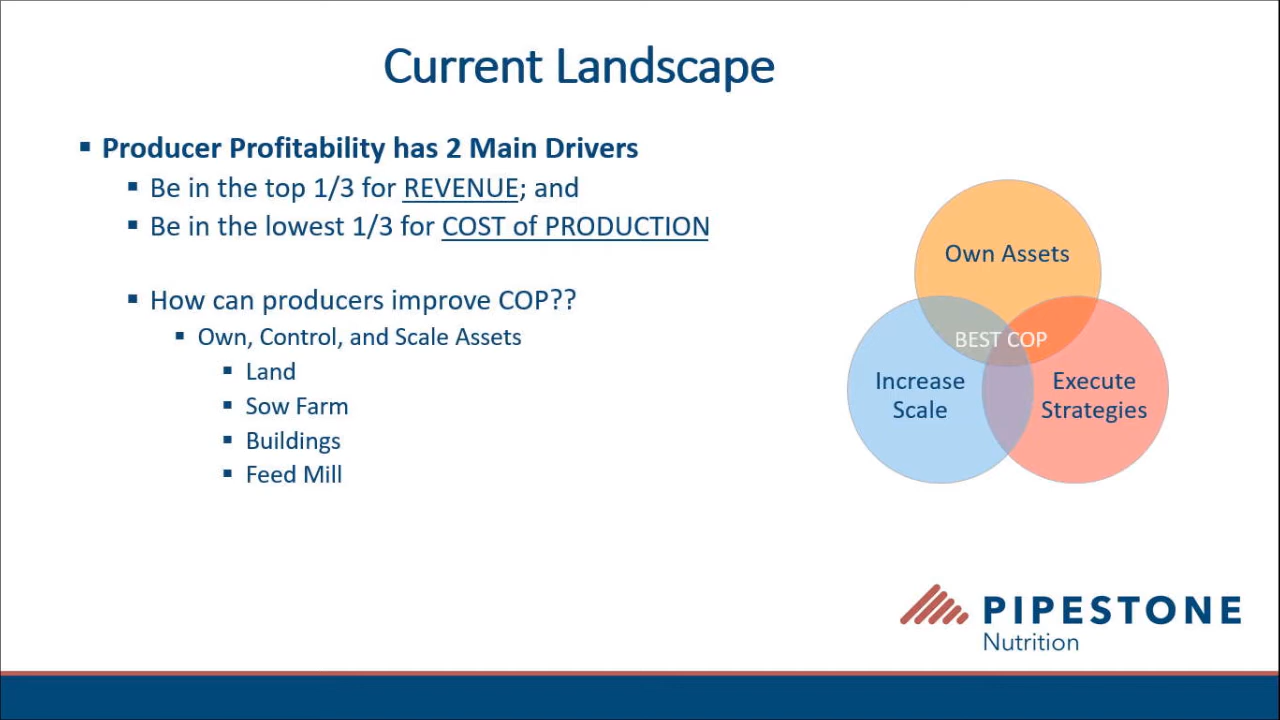 Current Landscape
Producer Profitability has 2 Main Drivers
Be in the top 1/3 for REVENUE; and
Be in the lowest 1/3 for COST of PRODUCTION
How can producers improve COP??
Own, Control, and Scale Assets
Land
Sow Farm
Buildings
Feed Mill
Own Assets
BEST COP
Increase
Scale
Execute
Strategies
PIPESTONE
Nutrition